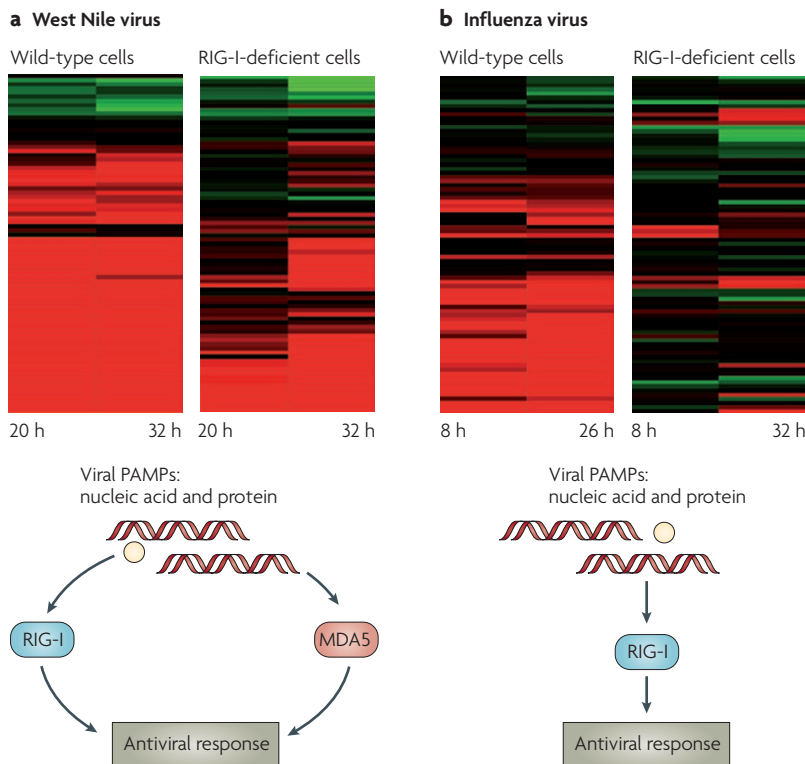 a West Nile virus
Wild-type cells
RIG-I-deficient cells
20 h
32 h
20 h
32 h
Viral PAMPs:
nucleic acid and protein
RIG-I
MDA5
Antiviral response
b Influenza virus
Wild-type cells
RIG-I-deficient cells
8 h
26 h
8 h
32 h
Viral PAMPs:
nucleic acid and protein
RIG-I
Antiviral response